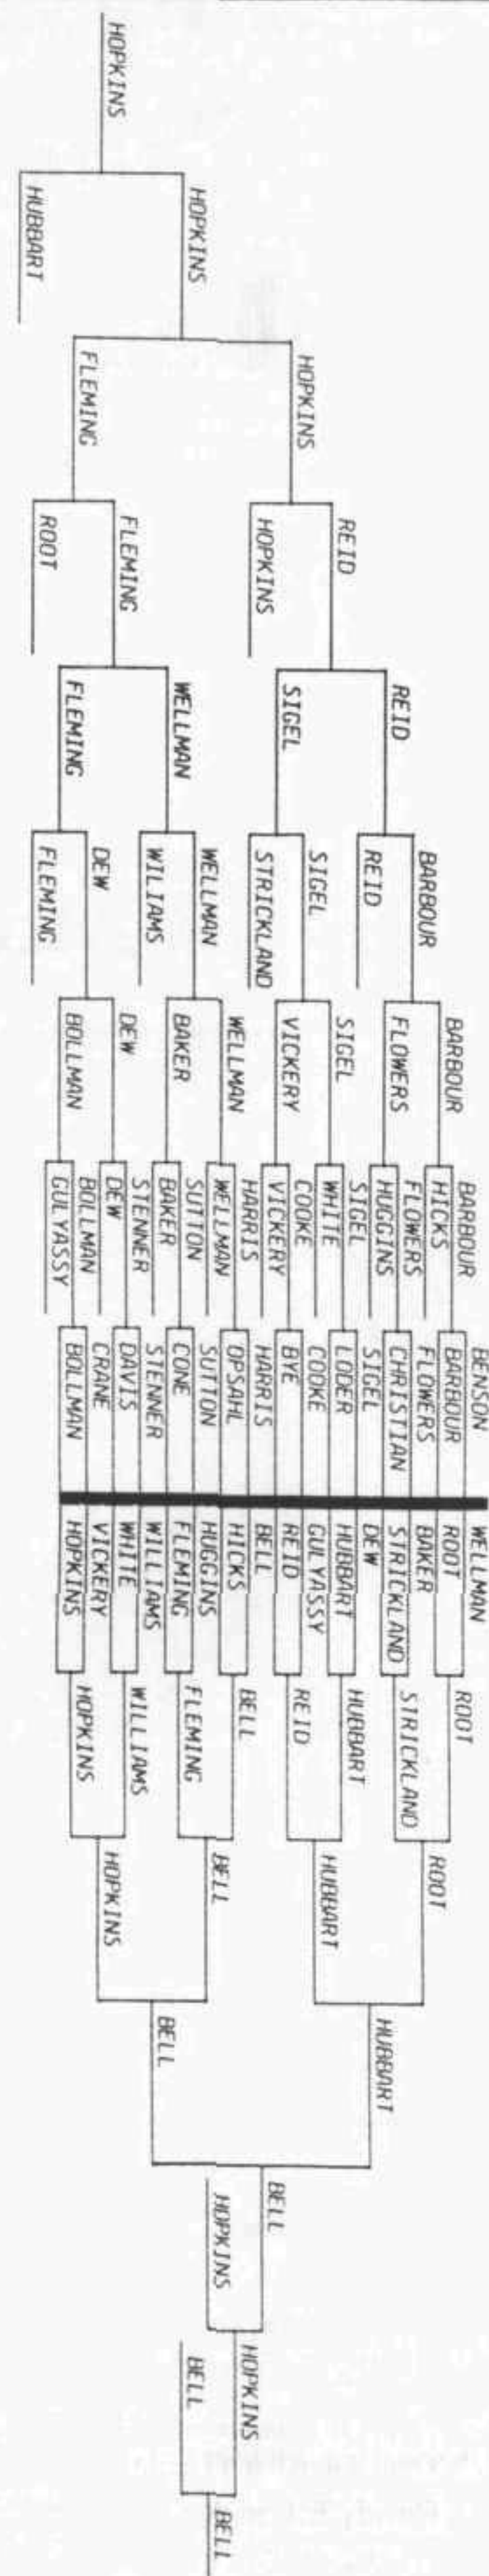 HOPKINS
HOPKINS
HUBBART
HOPKINS
FLEMING
REID
HOPKINS
FLEMING
ROOT
REID
SIGEL
WELLMAN
FLEMING
BARBOUR
REID
SIGEL
STRICKLAND
WELLMAN
WILIAMS
DEW
FLEMING
BARBOUR
FLOWERS
SIGEL
VICKERY
WELLMAN
BAKER
DEW
BOLLMAN
BARBOUR
HICKS
FLOWERS
HUGGINS
SIGEL
WHITE
COOKE
VICKERY
HARRIS
WELLMAN
SUTTON
BAKER
STENNER
DEW
BOLLMAN
GULYASSY
BENSON
BARBOUR
FLOWERS
CHRISTIAN
SIGEL
LODER
COOKE
BYE
HARRIS
OPSAHL
SUTTON
CONE
STENNER
DAVIS
CRANE
BOLLMAN
WELLMAN
ROOT
BAKER
STRICKLAND
DEW
HUBBART
GULYASSY
REID
BELL
HICKS
HUGGINS
FLEMING
WILLIAMS
WHITE
VICKERY
HOPKINS
ROOT
STRICKLAND
HUBBART
REID
BELL
FLEMING
WILLIAMS
HOPKINS
ROOT
HUBBART
BELL
HOPKINS
HUBBART
BELL
BELL
HOPKINS
HOPKINS
BELL
BELL